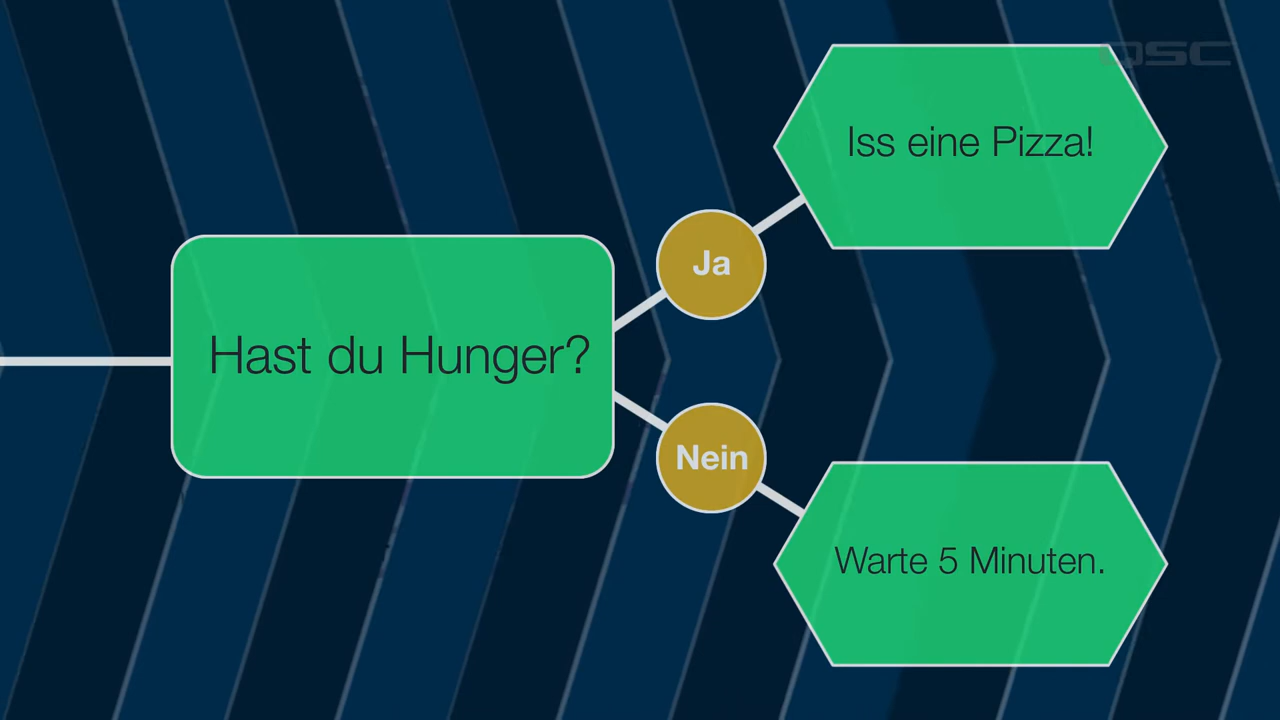 QSC
Iss eine Pizza!
Ja
Hast du Hunger?
Nein
Warte 5 Minuten.